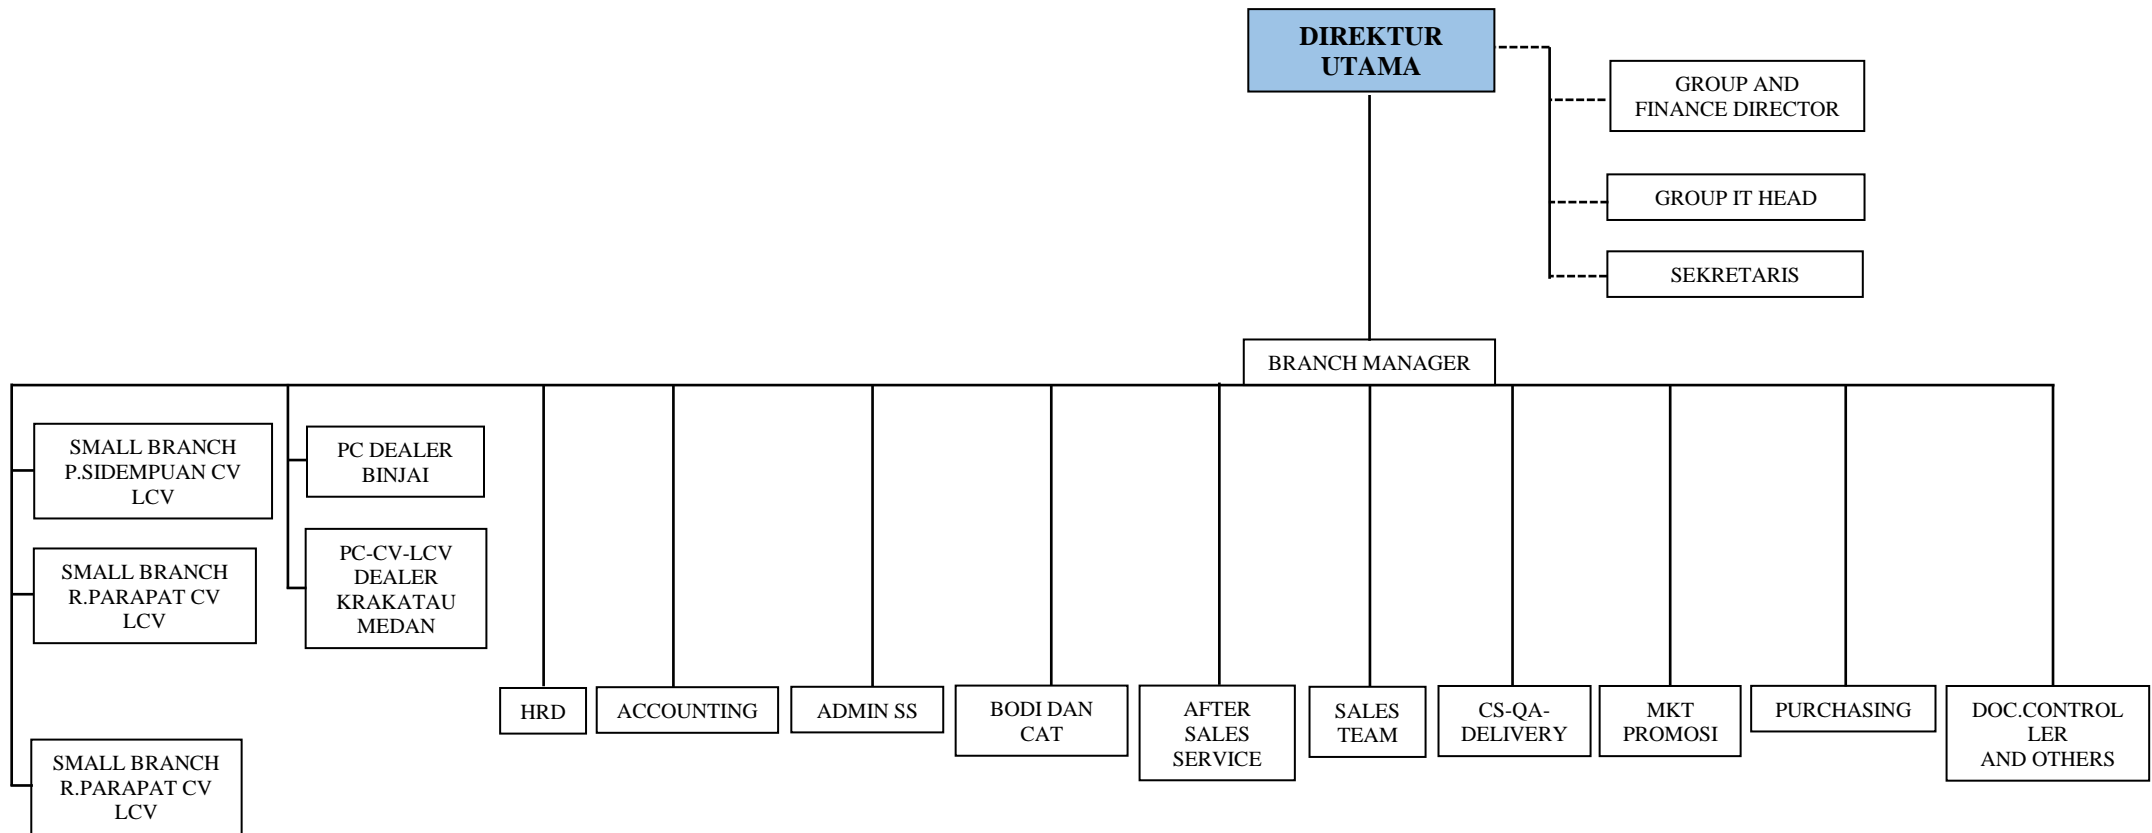 DIREKTUR
UTAMA
GROUP AND
FINANCE DIRECTOR
GROUP IT HEAD
SEKRETARIS
BRANCH MANAGER
SMALL BRANCH
P.SIDEMPUAN CV
LCV
PC DEALER
BINJAI
SMALL BRANCH
R.PARAPAT CV
LCV
PC-CV-LCV
DEALER
KRAKATAU
MEDAN
SMALL BRANCH
R.PARAPAT CV
LCV
HRD
ACCOUNTING
ADMIN SS
BODI DAN
CAT
AFTER
SALES
SERVICE
SALES
TEAM
CS-QA-
DELIVERY
MKT
PROMOSI
PURCHASING
DOC.CONTROL
LER
AND OTHERS